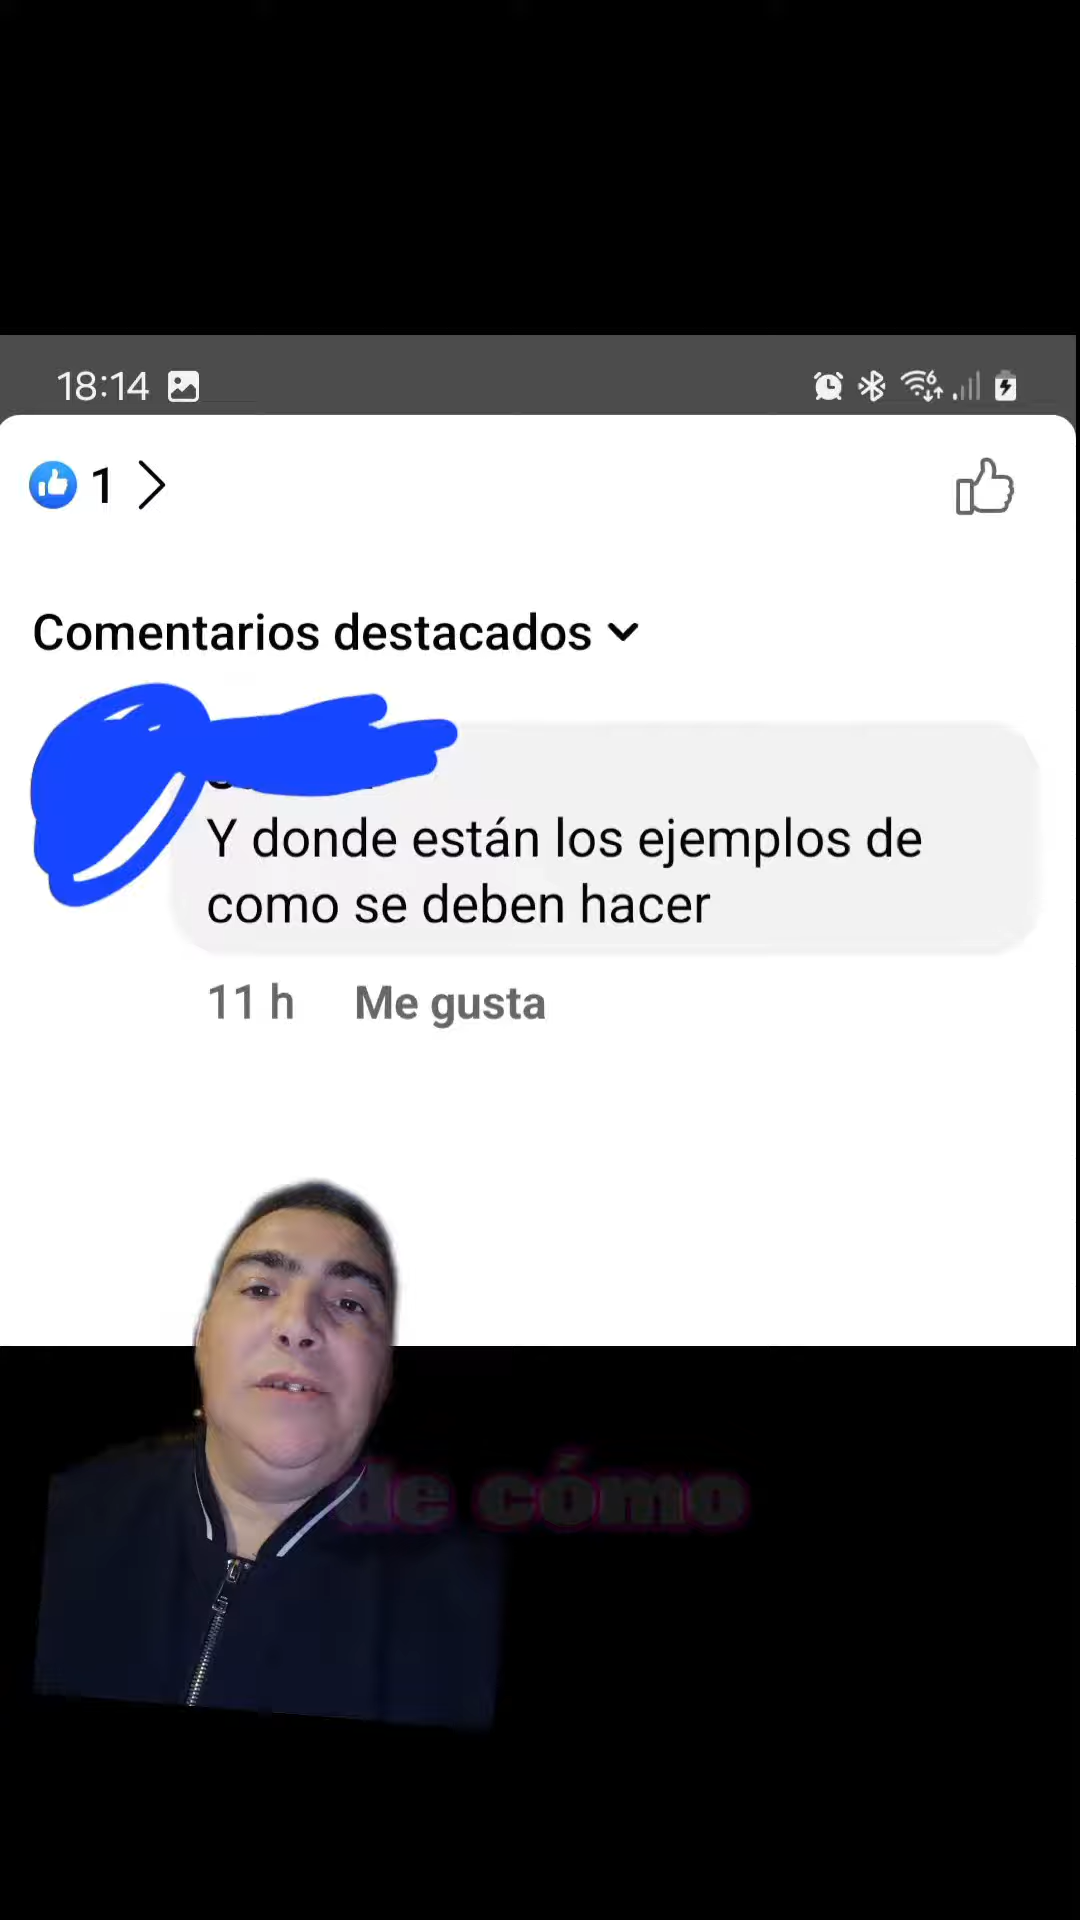 18:14
1
Comentarios destacados
Y donde están los ejemplos de
como se deben hacer
11 h Me gusta
de cómo